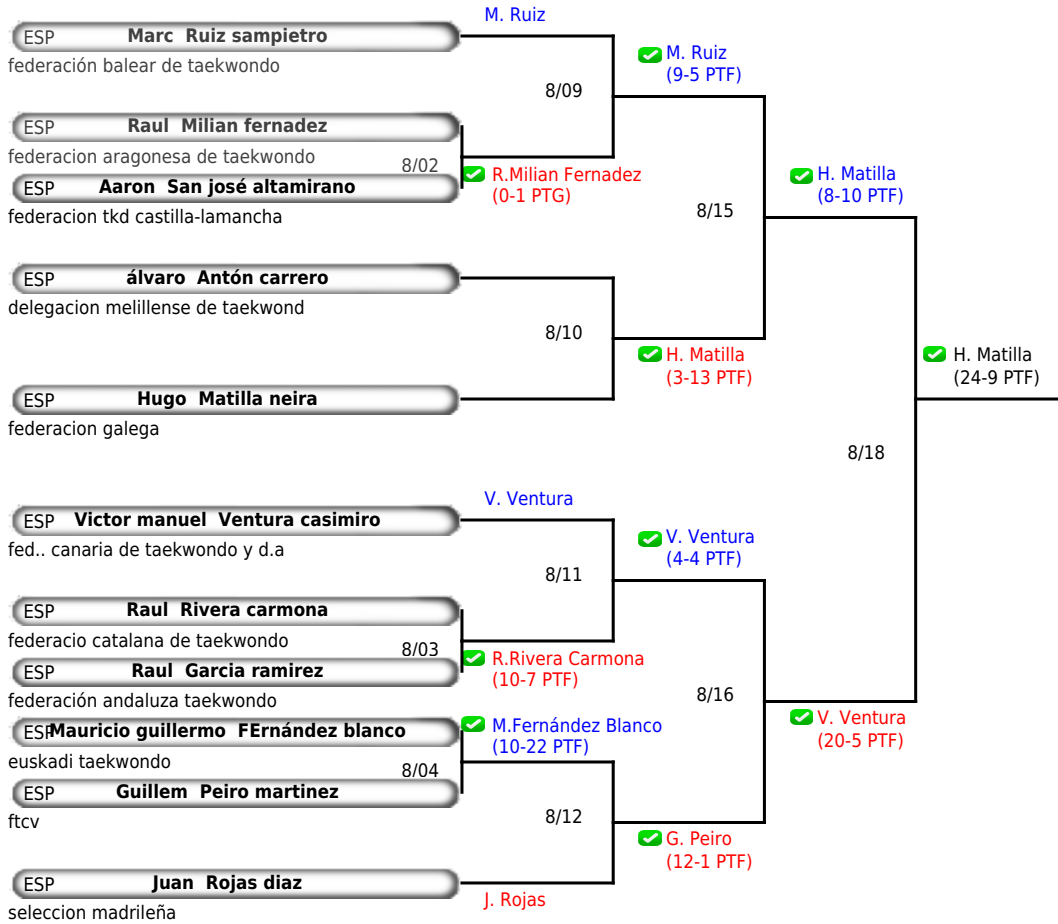 M. Ruiz
ESP Marc Ruiz sampietro
federación balear de taekwondo
8/09
M. Ruiz
(9-5 PTF)
ESP Raul Milian fernadez
federacion aragonesa de taekwondo
8/02
R.Milian Fernadez
(0-1 PTG)
ESP Aaron San josé altamirano
federacion tkd castilla-lamancha
8/15
H. Matilla
(8-10 PTF)
ESP álvaro Antón carrero
delegacion melillense de taekwond
8/10
H. Matilla
(3-13 PTF)
H. Matilla
(24-9 PTF)
ESP Hugo Matilla neira
federacion galega
8/18
V. Ventura
ESP Victor manuel Ventura casimiro
fed.. canaria de taekwondo y d.a
8/11
V. Ventura
(4-4 PTF)
ESP Raul Rivera carmona
federacio catalana de taekwondo
8/03
R.Rivera Carmona
(10-7 PTF)
ESP Raul Garcia ramirez
federación andaluza taekwondo
8/16
V. Ventura
(20-5 PTF)
ESP Mauricio guillermo FErnández blanco
euskadi taekwondo
M.Fernández Blanco
(10-22 PTF)
8/04
ESP Guillem Peiro martinez
ftcv
8/12
G. Peiro
(12-1 PTF)
ESP Juan Rojas diaz
seleccion madrileña
J. Rojas